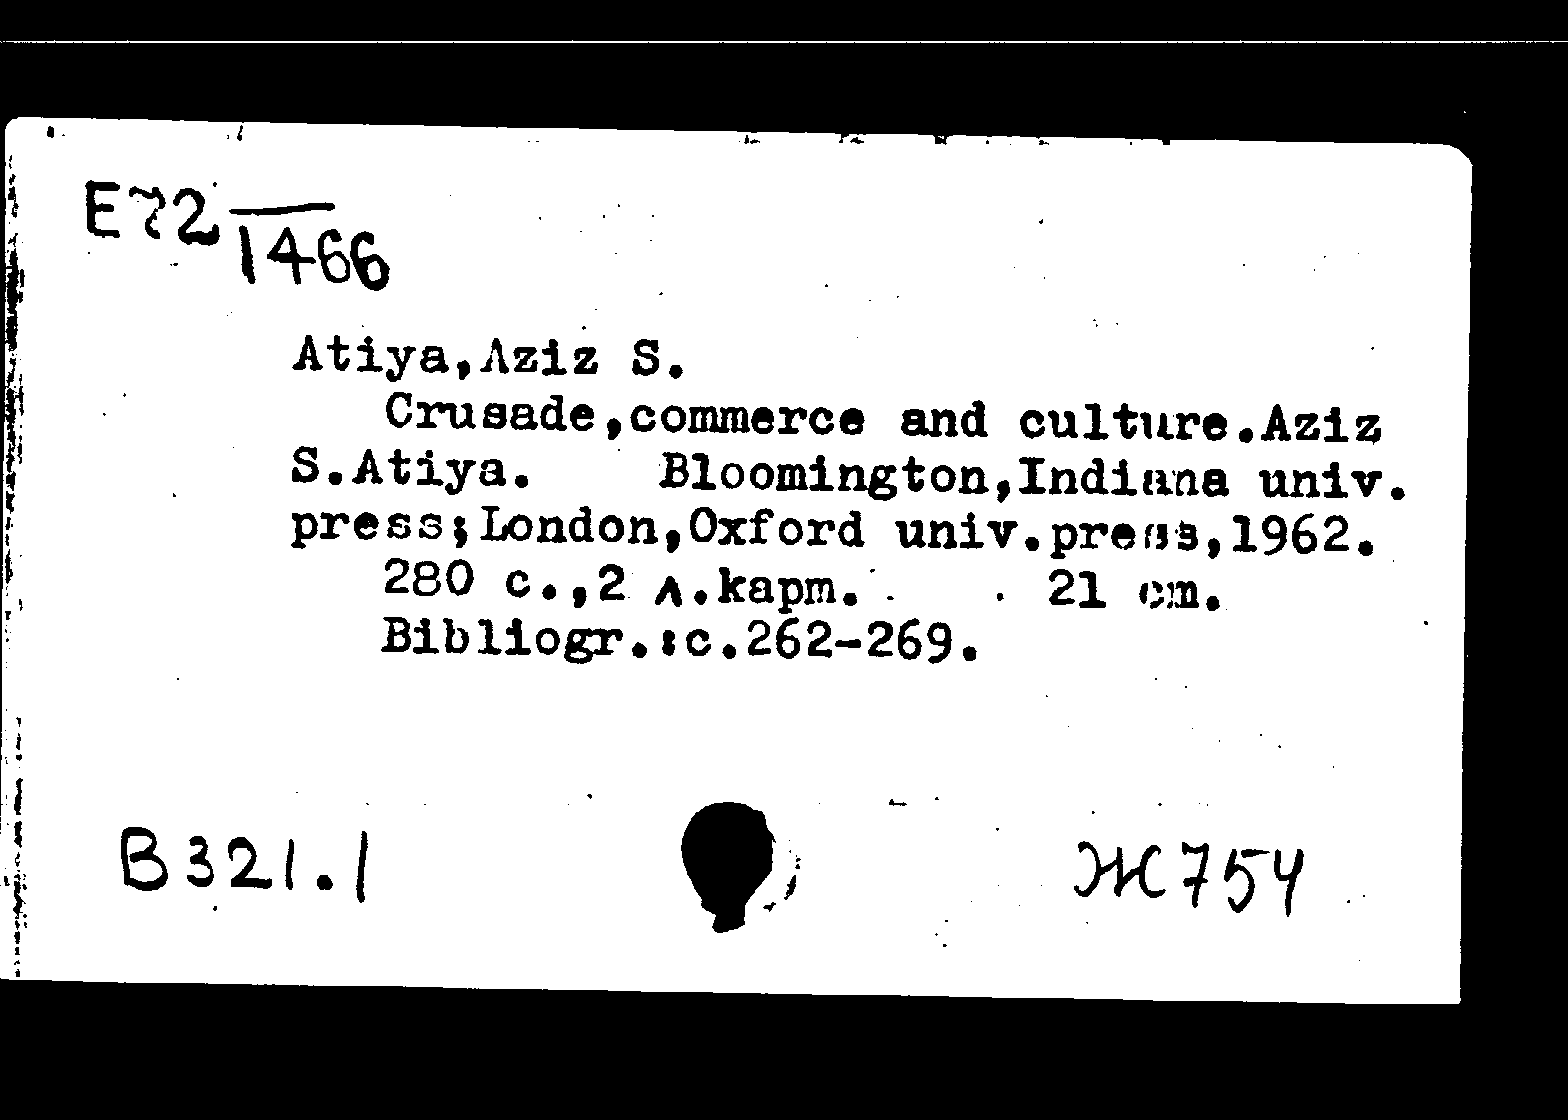 E72 / 1466
Atiya,Aziz S.
Crusade,commerce and culture.Aziz
S.Atiya. Bloomington,Indiana univ.
press;London,Oxford univ.press,1962.
280 c.,2 л.карт. 21 cm.
Bibliogr.:c.262-269.
B321.1 Ж754